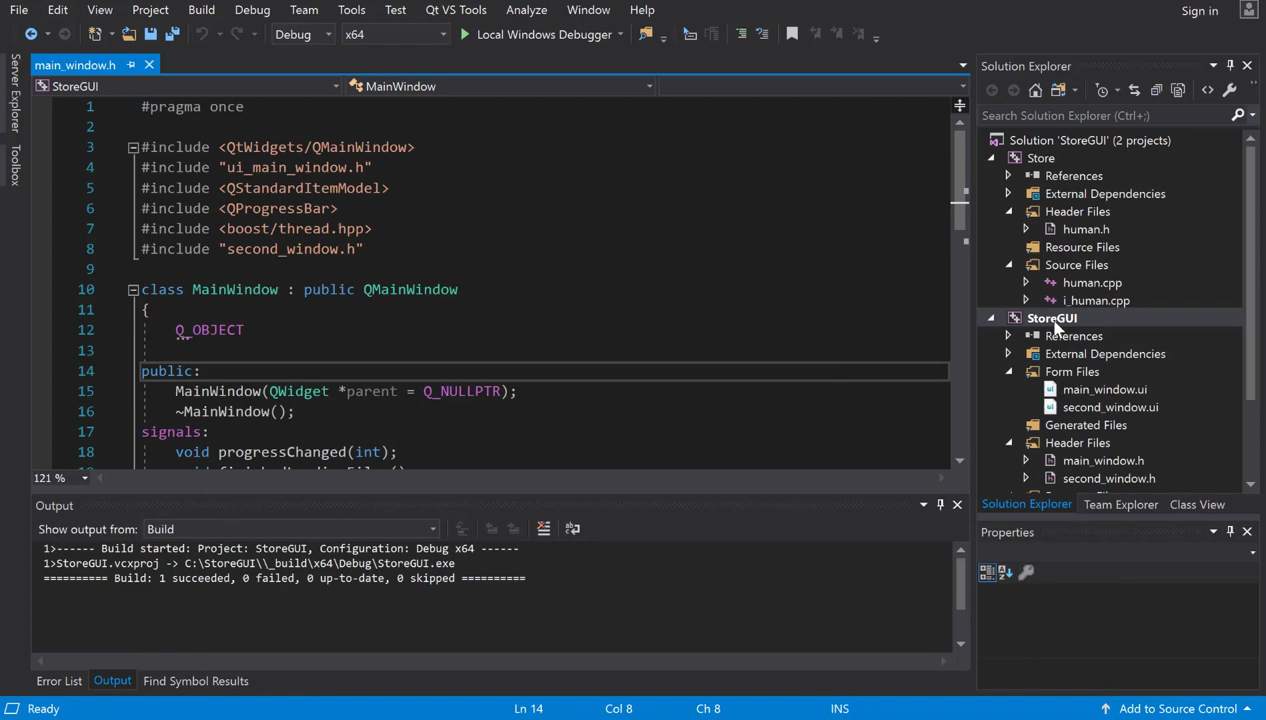 File Edit View Project Build Debug Team Tools Test Qt VS Tools Analyze Window Help Sign in
Debug x64 Local Windows Debugger
Server Explorer
Toolbox
main_window.h
StoreGUI MainWindow
1 #pragma once
2
3 #include <QtWidgets/QMainWindow>
4 #include "ui_main_window.h"
5 #include <QStandardItemModel>
6 #include <QProgressBar>
7 #include <boost/thread.hpp>
8 #include "second_window.h"
9
10 class MainWindow : public QMainWindow
11 {
12 Q_OBJECT
13
14 public:
15 MainWindow(QWidget *parent = Q_NULLPTR);
16 ~MainWindow();
17 signals:
18 void progressChanged(int);
121 %
Output
Show output from: Build
1>------ Build started: Project: StoreGUI, Configuration: Debug x64 ------
1>StoreGUI.vcxproj -> C:\StoreGUI\\_build\x64\Debug\StoreGUI.exe
========== Build: 1 succeeded, 0 failed, 0 up-to-date, 0 skipped ==========
Error List Output Find Symbol Results
Solution Explorer
Search Solution Explorer (Ctrl+;)
Solution 'StoreGUI' (2 projects)
Store
References
External Dependencies
Header Files
human.h
Resource Files
Source Files
human.cpp
i_human.cpp
StoreGUI
References
External Dependencies
Form Files
main_window.ui
second_window.ui
Generated Files
Header Files
main_window.h
second_window.h
Solution Explorer Team Explorer Class View
Properties
Ready Ln 14 Col 8 Ch 8 INS Add to Source Control